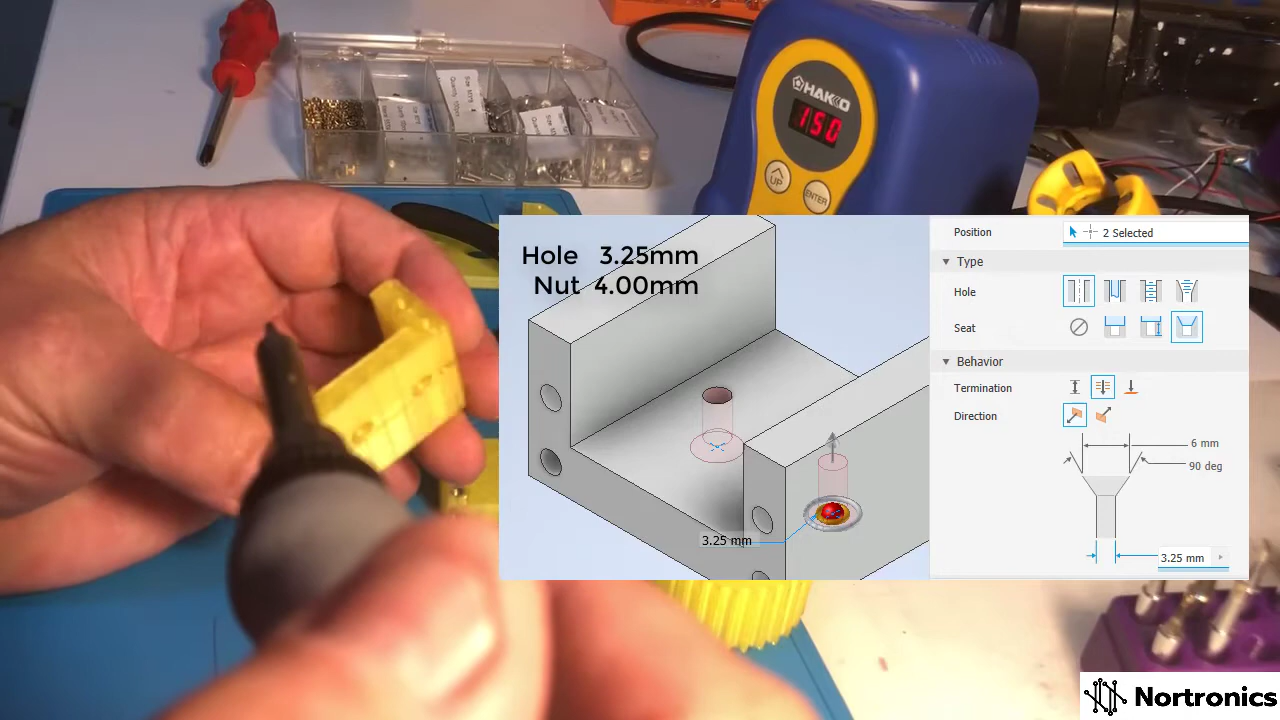 HAKKO
150
UP
ENTER
Hole 3.25mm
Nut 4.00mm
3.25 mm
Position
2 Selected
Type
Hole
Seat
Behavior
Termination
Direction
6 mm
90 deg
3.25 mm
Nortronics